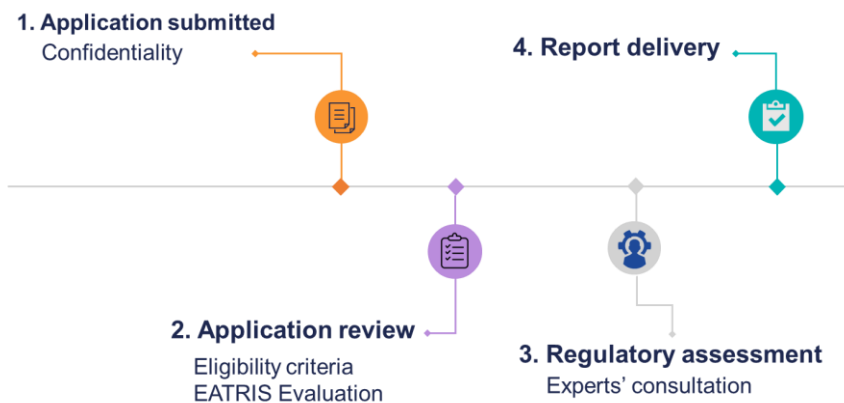 1. Application submitted
Confidentiality
2. Application review
Eligibility criteria
EATRIS Evaluation
3. Regulatory assessment
Experts’ consultation
4. Report delivery